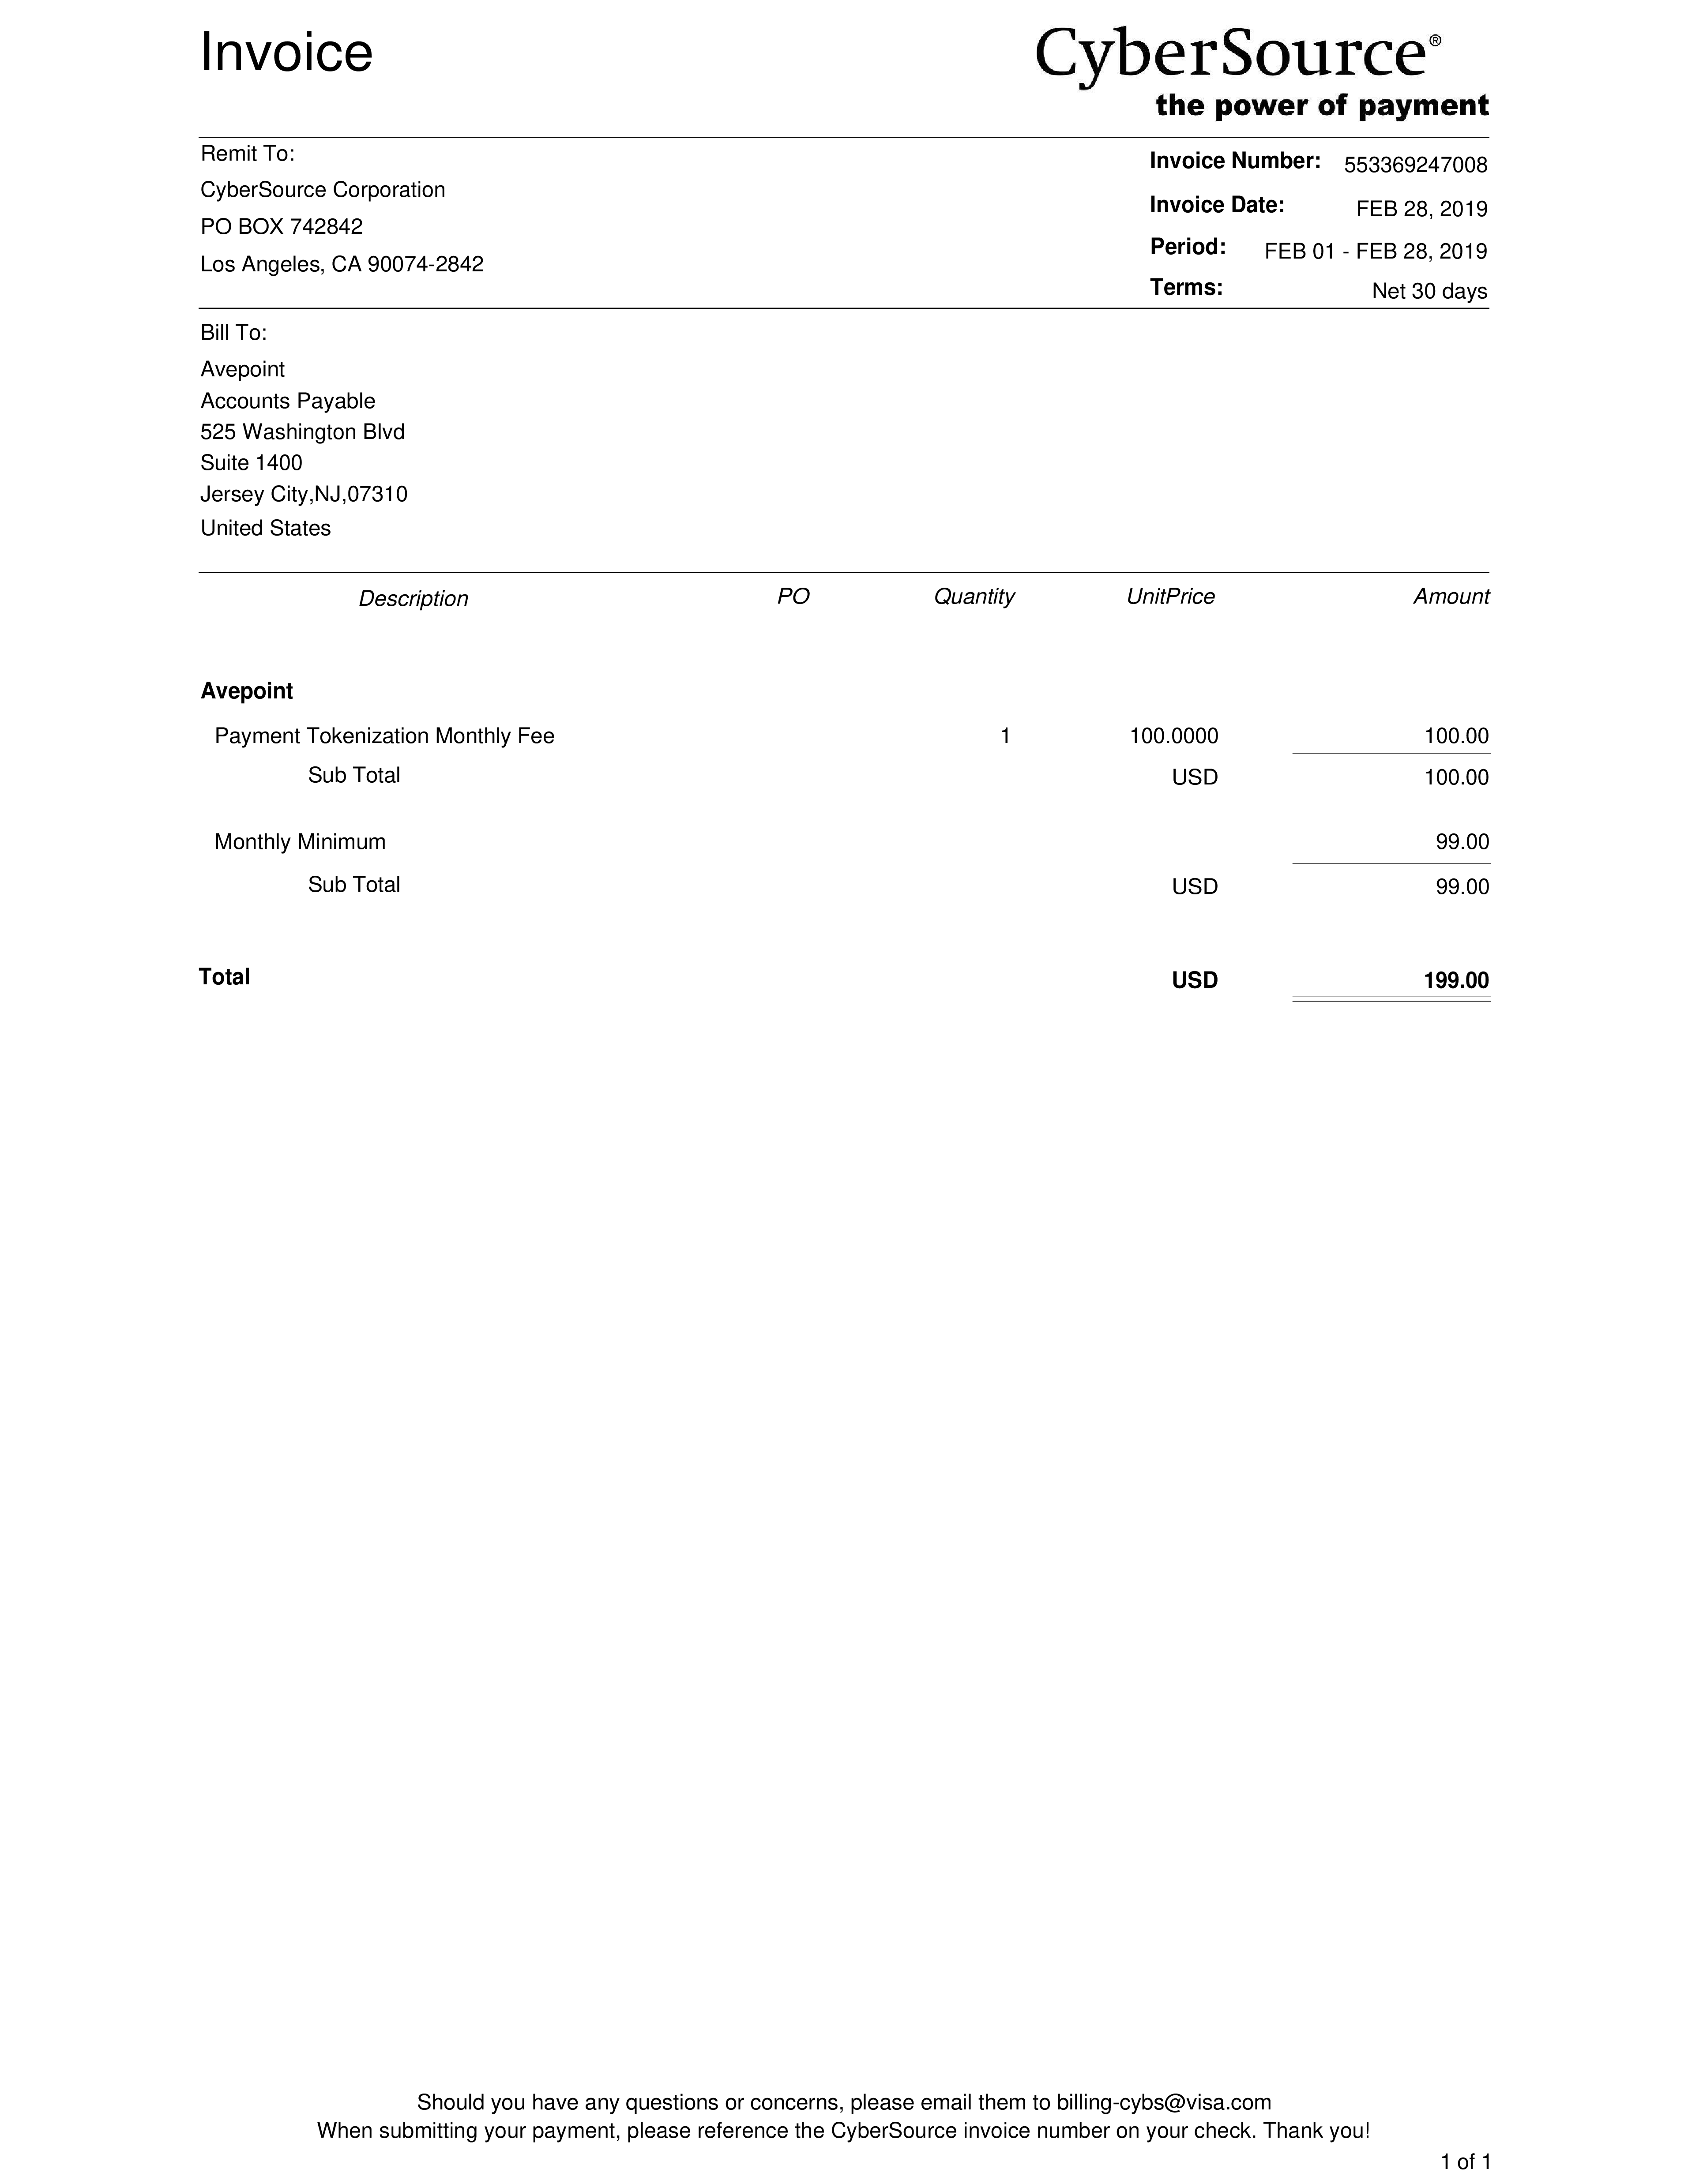 Invoice
CyberSource®
the power of payment
Remit To:
CyberSource Corporation
PO BOX 742842
Los Angeles, CA 90074-2842
Invoice Number: 553369247008
Invoice Date: FEB 28, 2019
Period: FEB 01 - FEB 28, 2019
Terms: Net 30 days
Bill To:
Avepoint
Accounts Payable
525 Washington Blvd
Suite 1400
Jersey City,NJ,07310
United States
Description PO Quantity UnitPrice Amount
Avepoint
Payment Tokenization Monthly Fee 1 100.0000 100.00
Sub Total USD 100.00
Monthly Minimum 99.00
Sub Total USD 99.00
Total USD 199.00
Should you have any questions or concerns, please email them to billing-cybs@visa.com
When submitting your payment, please reference the CyberSource invoice number on your check. Thank you!
1 of 1